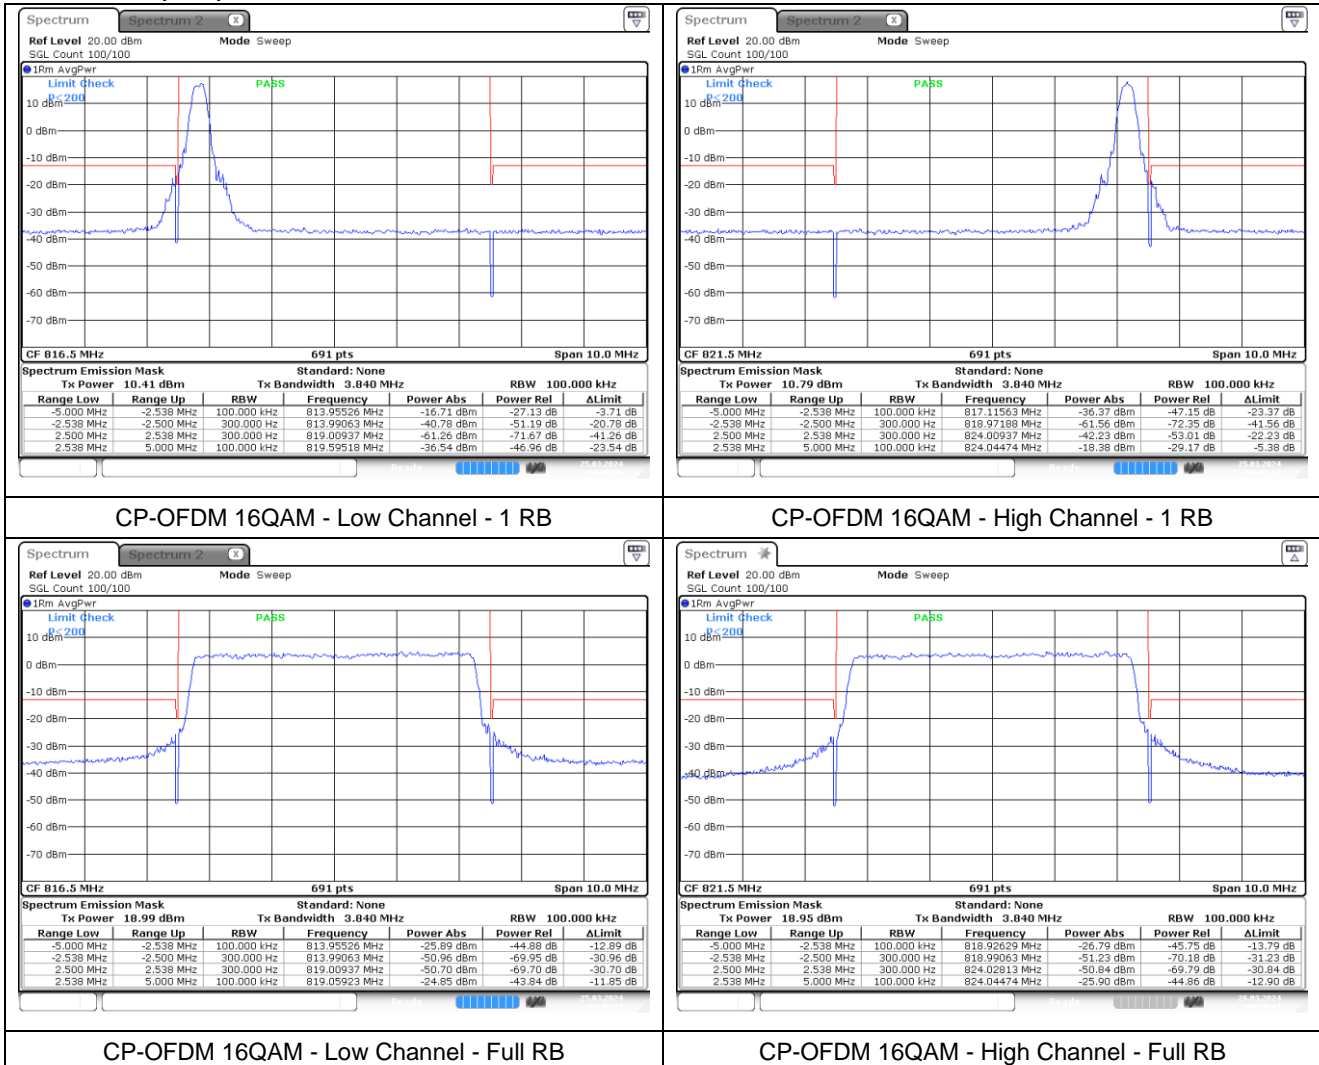 Spectrum Spectrum 2 X
Ref Level 20.00 dBm Mode Sweep
SGL Count 100/100
1Rm AvgPwr
Limit Check PASS
P<200
10 dBm
0 dBm
-10 dBm
-20 dBm
-30 dBm
-40 dBm
-50 dBm
-60 dBm
-70 dBm
CF 816.5 MHz 691 pts Span 10.0 MHz
Spectrum Emission Mask Standard: None
Tx Power 10.41 dBm Tx Bandwidth 3.840 MHz RBW 100.000 kHz
Range Low Range Up RBW Frequency Power Abs Power Rel ΔLimit
-5.000 MHz -2.538 MHz 100.000 kHz 813.95526 MHz -16.71 dBm -27.13 dB -3.71 dB
-2.538 MHz -2.500 MHz 300.000 Hz 813.99063 MHz -40.78 dBm -51.19 dB -20.78 dB
2.500 MHz 2.538 MHz 300.000 Hz 819.00937 MHz -61.26 dBm -71.67 dB -41.26 dB
2.538 MHz 5.000 MHz 100.000 kHz 819.59518 MHz -36.54 dBm -46.96 dB -23.54 dB
Ready 25.03.2024
CP-OFDM 16QAM - Low Channel - 1 RB
Spectrum Spectrum 2 X
Ref Level 20.00 dBm Mode Sweep
SGL Count 100/100
1Rm AvgPwr
Limit Check PASS
P<200
10 dBm
0 dBm
-10 dBm
-20 dBm
-30 dBm
-40 dBm
-50 dBm
-60 dBm
-70 dBm
CF 821.5 MHz 691 pts Span 10.0 MHz
Spectrum Emission Mask Standard: None
Tx Power 10.79 dBm Tx Bandwidth 3.840 MHz RBW 100.000 kHz
Range Low Range Up RBW Frequency Power Abs Power Rel ΔLimit
-5.000 MHz -2.538 MHz 100.000 kHz 817.11563 MHz -36.37 dBm -47.15 dB -23.37 dB
-2.538 MHz -2.500 MHz 300.000 Hz 818.97188 MHz -61.56 dBm -72.35 dB -41.56 dB
2.500 MHz 2.538 MHz 300.000 Hz 824.00937 MHz -42.23 dBm -53.01 dB -22.23 dB
2.538 MHz 5.000 MHz 100.000 kHz 824.04474 MHz -18.38 dBm -29.17 dB -5.38 dB
Ready
CP-OFDM 16QAM - High Channel - 1 RB
Spectrum Spectrum 2 X
Ref Level 20.00 dBm Mode Sweep
SGL Count 100/100
1Rm AvgPwr
Limit Check PASS
P<200
10 dBm
0 dBm
-10 dBm
-20 dBm
-30 dBm
-40 dBm
-50 dBm
-60 dBm
-70 dBm
CF 816.5 MHz 691 pts Span 10.0 MHz
Spectrum Emission Mask Standard: None
Tx Power 18.99 dBm Tx Bandwidth 3.840 MHz RBW 100.000 kHz
Range Low Range Up RBW Frequency Power Abs Power Rel ΔLimit
-5.000 MHz -2.538 MHz 100.000 kHz 813.95526 MHz -25.89 dBm -44.88 dB -12.89 dB
-2.538 MHz -2.500 MHz 300.000 Hz 813.99063 MHz -50.96 dBm -69.95 dB -30.96 dB
2.500 MHz 2.538 MHz 300.000 Hz 819.00937 MHz -50.70 dBm -69.70 dB -30.70 dB
2.538 MHz 5.000 MHz 100.000 kHz 819.05923 MHz -24.85 dBm -43.84 dB -11.85 dB
Ready
CP-OFDM 16QAM - Low Channel - Full RB
Spectrum
Ref Level 20.00 dBm Mode Sweep
SGL Count 100/100
1Rm AvgPwr
Limit Check PASS
P<200
10 dBm
0 dBm
-10 dBm
-20 dBm
-30 dBm
-40 dBm
-50 dBm
-60 dBm
-70 dBm
CF 821.5 MHz 691 pts Span 10.0 MHz
Spectrum Emission Mask Standard: None
Tx Power 18.95 dBm Tx Bandwidth 3.840 MHz RBW 100.000 kHz
Range Low Range Up RBW Frequency Power Abs Power Rel ΔLimit
-5.000 MHz -2.538 MHz 100.000 kHz 818.92629 MHz -26.79 dBm -45.75 dB -13.79 dB
-2.538 MHz -2.500 MHz 300.000 Hz 818.99063 MHz -51.23 dBm -70.18 dB -31.23 dB
2.500 MHz 2.538 MHz 300.000 Hz 824.02813 MHz -50.84 dBm -69.79 dB -30.84 dB
2.538 MHz 5.000 MHz 100.000 kHz 824.04474 MHz -25.90 dBm -44.86 dB -12.90 dB
CP-OFDM 16QAM - High Channel - Full RB